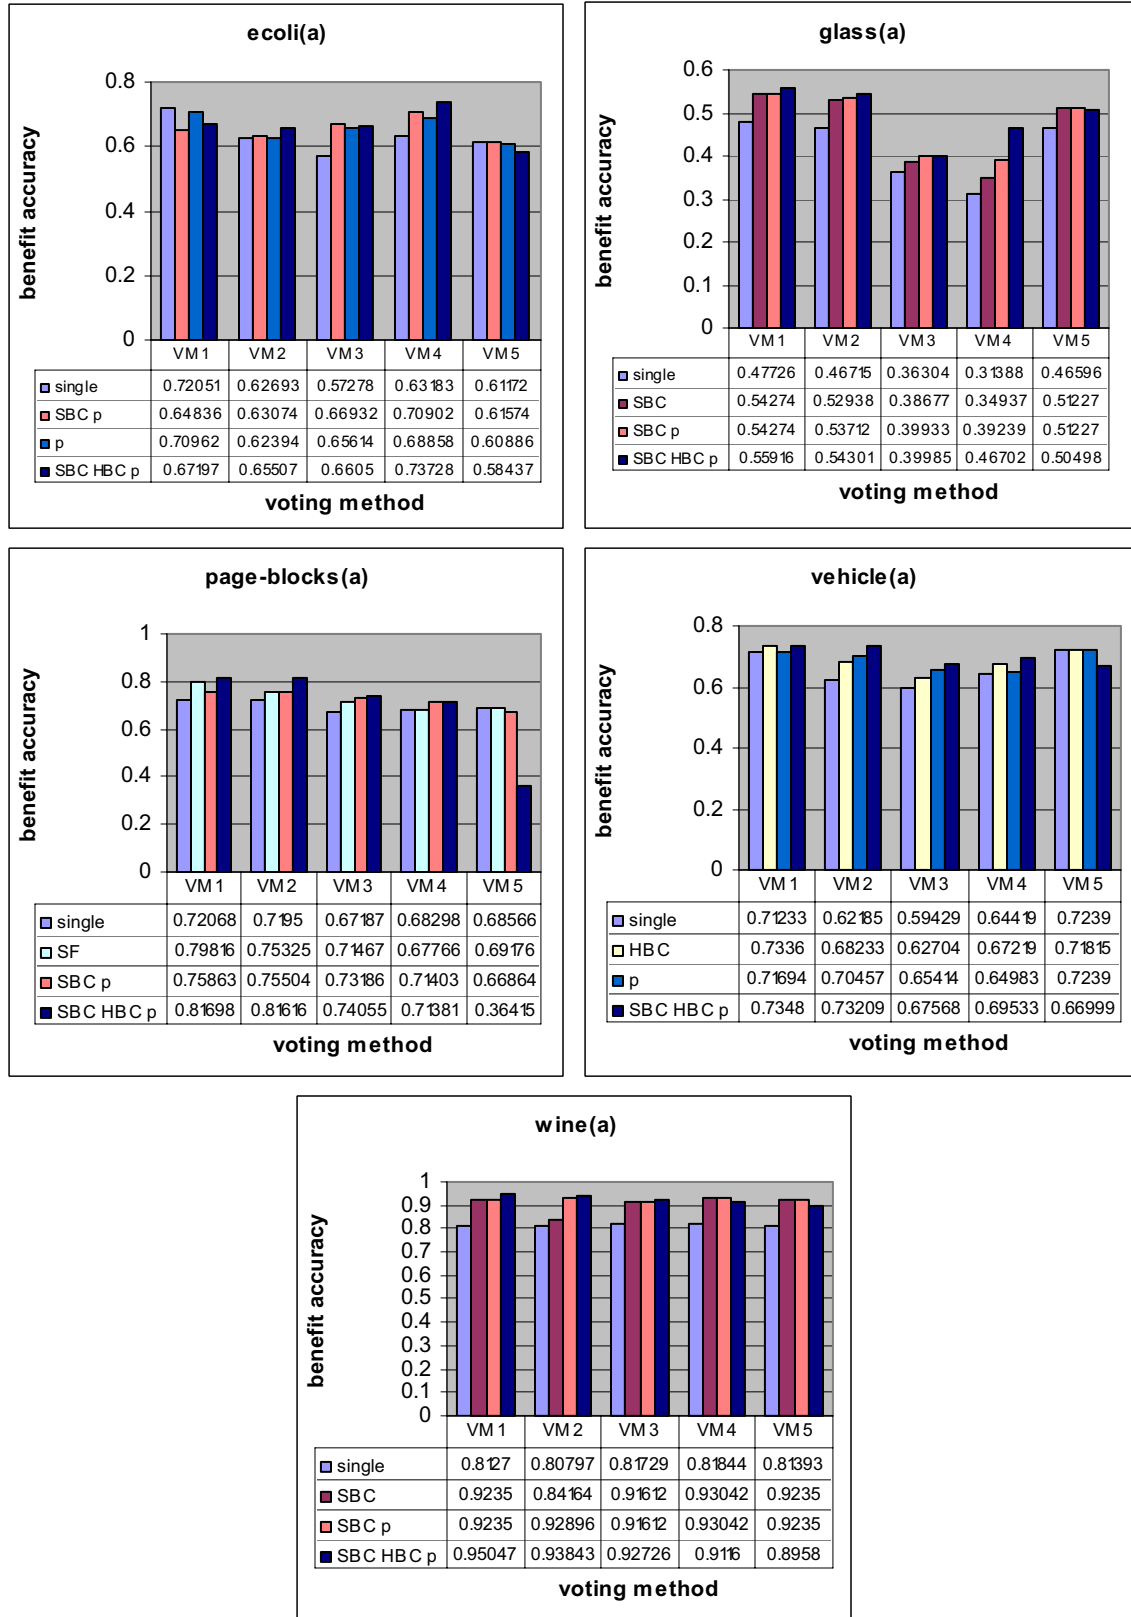 ecoli(a)
benefit accuracy
0.8
0.6
0.4
0.2
0
VM1 VM2 VM3 VM4 VM5
single 0.72051 0.62693 0.57278 0.63183 0.61172
SBC p 0.64836 0.63074 0.66932 0.70902 0.61574
p 0.70962 0.62394 0.65614 0.68858 0.60886
SBC HBC p 0.67197 0.65507 0.6605 0.73728 0.58437
voting method
glass(a)
benefit accuracy
0.6
0.5
0.4
0.3
0.2
0.1
0
VM1 VM2 VM3 VM4 VM5
single 0.47726 0.46715 0.36304 0.31388 0.46596
SBC 0.54274 0.52938 0.38677 0.34937 0.51227
SBC p 0.54274 0.53712 0.39933 0.39239 0.51227
SBC HBC p 0.55916 0.54301 0.39985 0.46702 0.50498
voting method
page-blocks(a)
benefit accuracy
1
0.8
0.6
0.4
0.2
0
VM1 VM2 VM3 VM4 VM5
single 0.72068 0.7195 0.67187 0.68298 0.68566
SF 0.79816 0.75325 0.71467 0.67766 0.69176
SBC p 0.75863 0.75504 0.73186 0.71403 0.66864
SBC HBC p 0.81698 0.81616 0.74055 0.71381 0.36415
voting method
vehicle(a)
benefit accuracy
0.8
0.6
0.4
0.2
0
VM1 VM2 VM3 VM4 VM5
single 0.71233 0.62185 0.59429 0.64419 0.7239
HBC 0.7336 0.68233 0.62704 0.67219 0.71815
p 0.71694 0.70457 0.65414 0.64983 0.7239
SBC HBC p 0.7348 0.73209 0.67568 0.69533 0.66999
voting method
wine(a)
benefit accuracy
1
0.9
0.8
0.7
0.6
0.5
0.4
0.3
0.2
0.1
0
VM1 VM2 VM3 VM4 VM5
single 0.8127 0.80797 0.81729 0.81844 0.81393
SBC 0.9235 0.84164 0.91612 0.93042 0.9235
SBC p 0.9235 0.92896 0.91612 0.93042 0.9235
SBC HBC p 0.95047 0.93843 0.92726 0.9116 0.8958
voting method